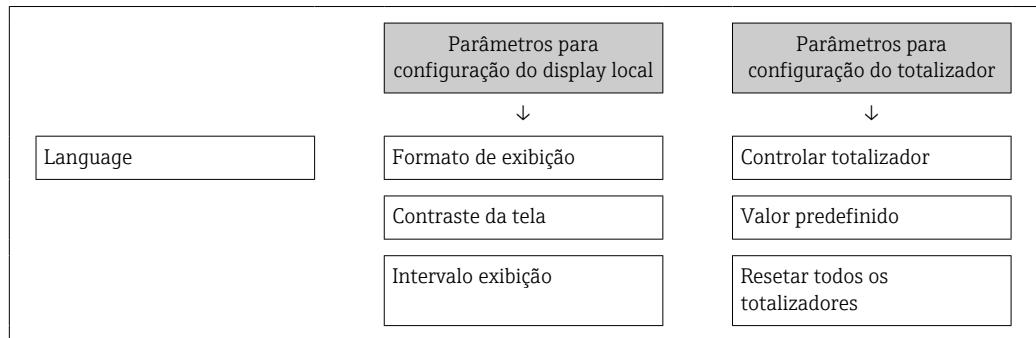 Parâmetros para
configuração do display local
Parâmetros para
configuração do totalizador
↓
↓
Language
Formato de exibição
Controlar totalizador
Contraste da tela
Valor predefinido
Intervalo exibição
Resetar todos os
totalizadores